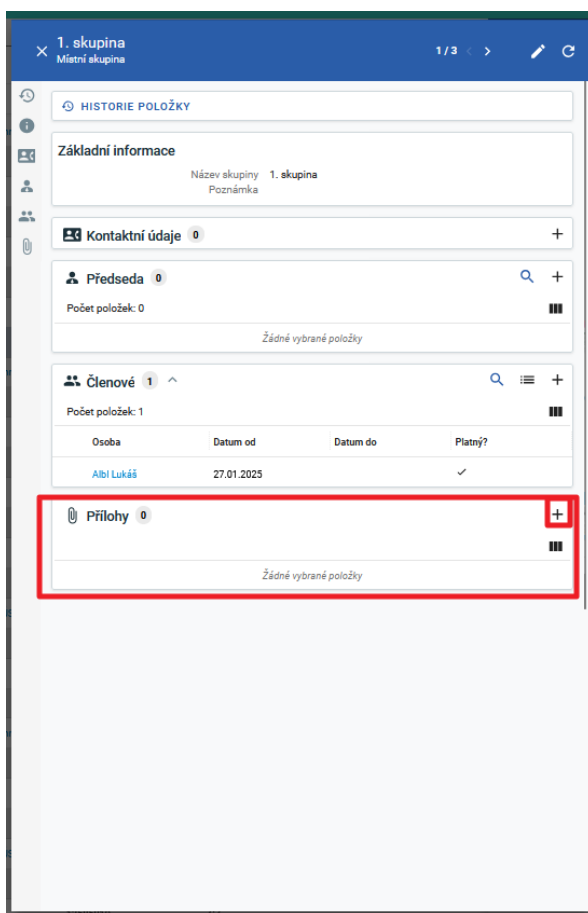 1. skupina
Místní skupina
1 / 3
HISTORIE POLOŽKY
Základní informace
Název skupiny 1. skupina
Poznámka
Kontaktní údaje 0
Předseda 0
Počet položek: 0
Žádné vybrané položky
Členové 1
Počet položek: 1
Osoba Datum od Datum do Platný?
Albl Lukáš 27.01.2025
Přílohy 0
Žádné vybrané položky